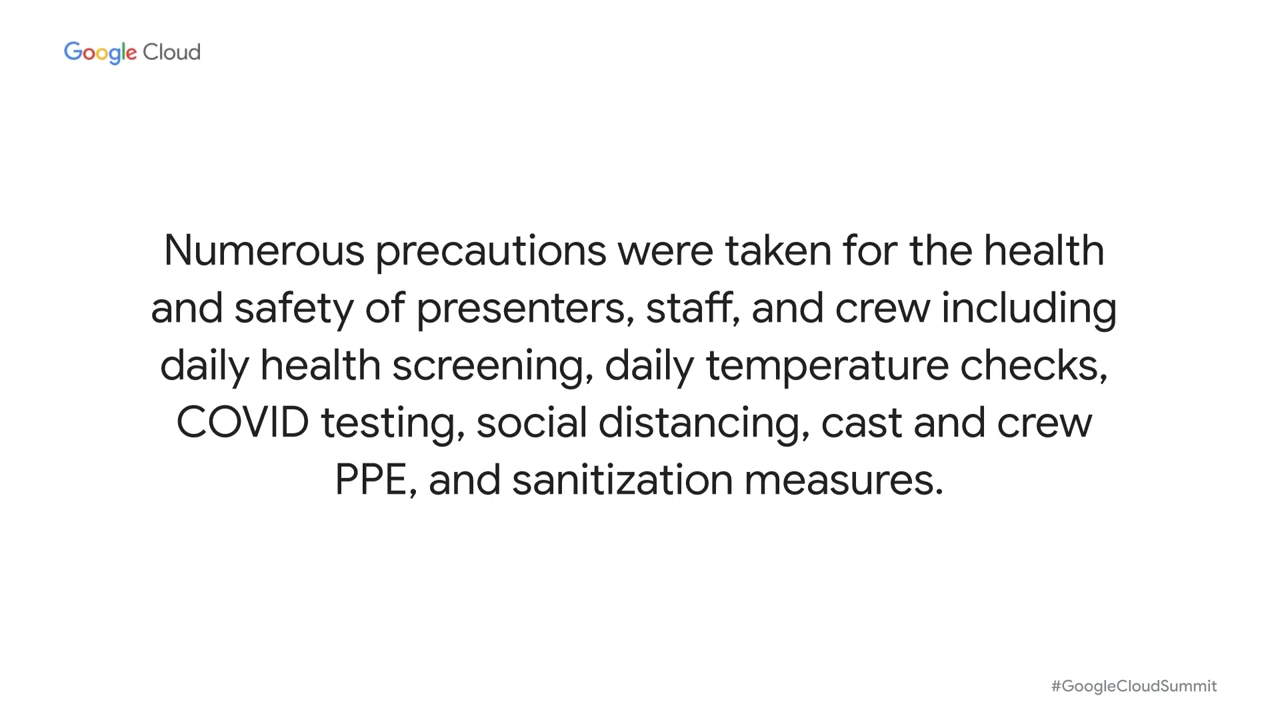 Google Cloud
Numerous precautions were taken for the health
and safety of presenters, staff, and crew including
daily health screening, daily temperature checks,
COVID testing, social distancing, cast and crew
PPE, and sanitization measures.
#GoogleCloudSummit